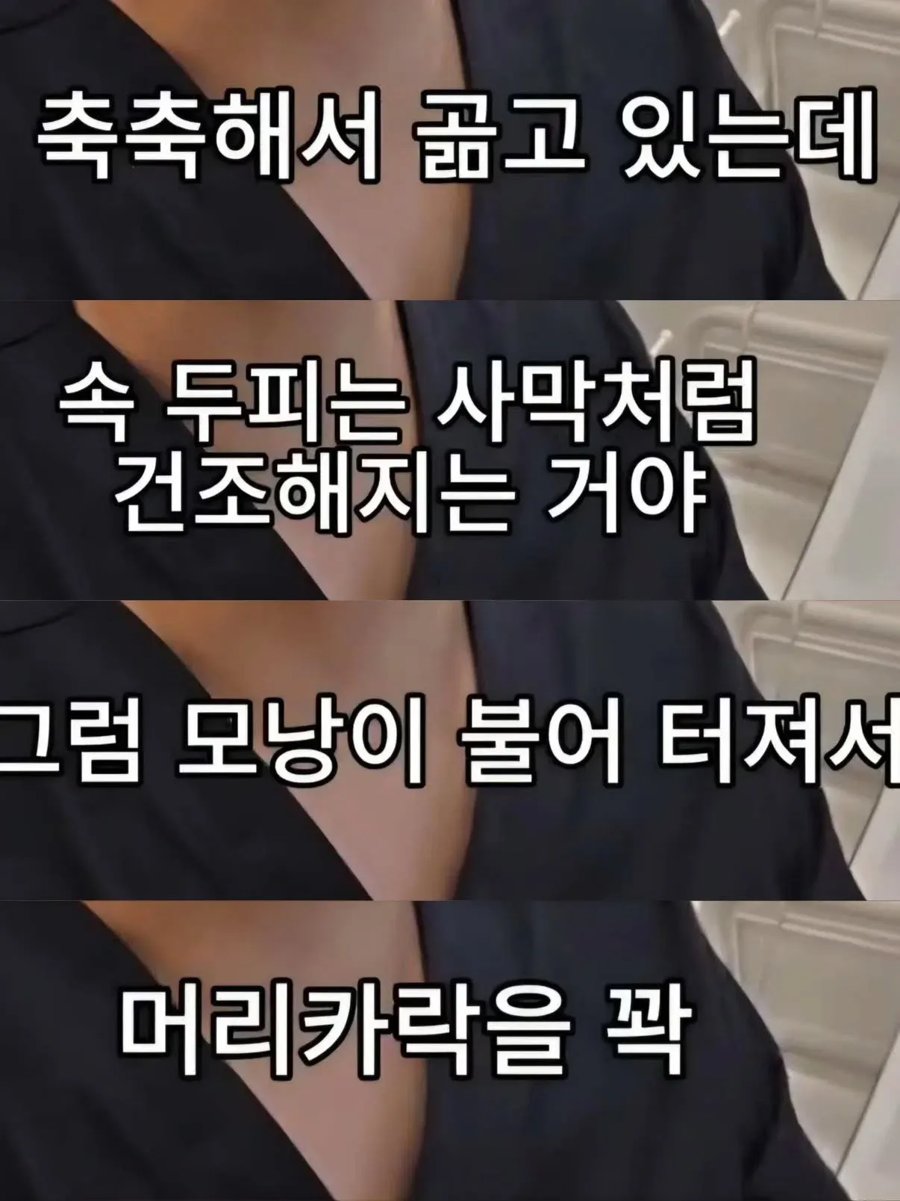 축축해서 곪고 있는데
속 두피는 사막처럼
건조해지는 거야
그럼 모낭이 불어 터져서
머리카락을 꽉